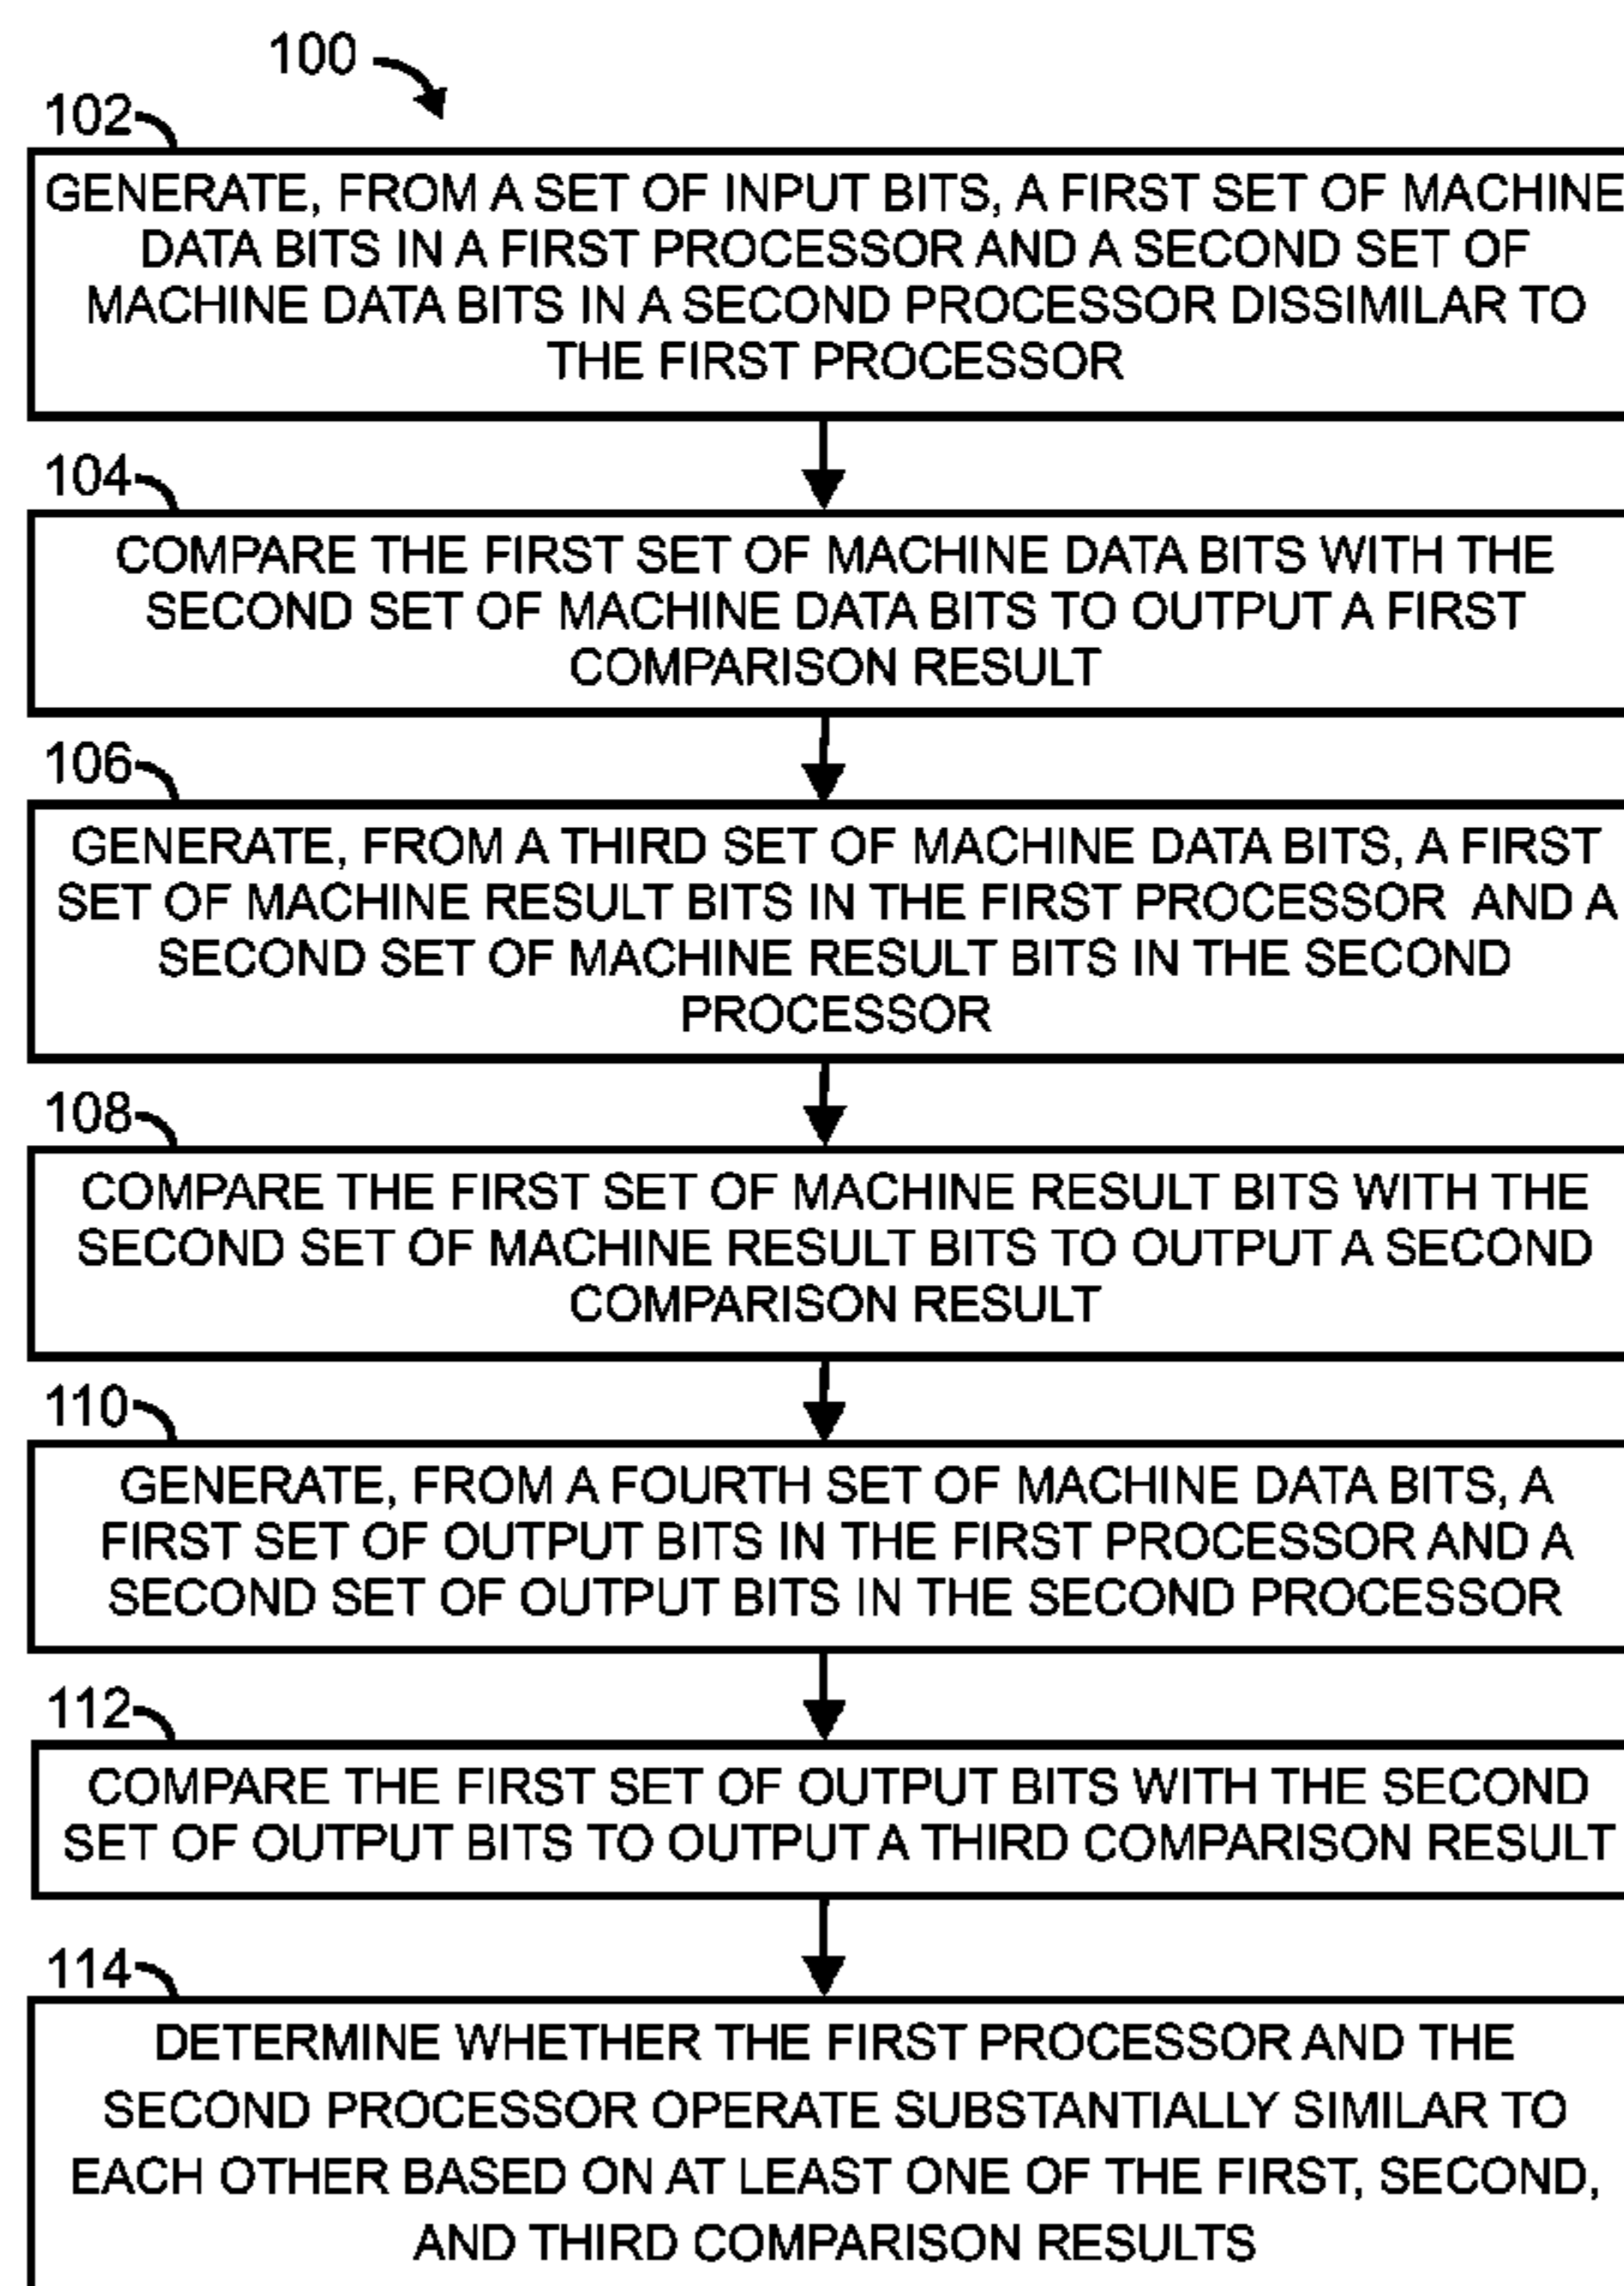 100
102
GENERATE, FROM A SET OF INPUT BITS, A FIRST SET OF MACHINE
DATA BITS IN A FIRST PROCESSOR AND A SECOND SET OF
MACHINE DATA BITS IN A SECOND PROCESSOR DISSIMILAR TO
THE FIRST PROCESSOR
104
COMPARE THE FIRST SET OF MACHINE DATA BITS WITH THE
SECOND SET OF MACHINE DATA BITS TO OUTPUT A FIRST
COMPARISON RESULT
106
GENERATE, FROM A THIRD SET OF MACHINE DATA BITS, A FIRST
SET OF MACHINE RESULT BITS IN THE FIRST PROCESSOR AND A
SECOND SET OF MACHINE RESULT BITS IN THE SECOND
PROCESSOR
108
COMPARE THE FIRST SET OF MACHINE RESULT BITS WITH THE
SECOND SET OF MACHINE RESULT BITS TO OUTPUT A SECOND
COMPARISON RESULT
110
GENERATE, FROM A FOURTH SET OF MACHINE DATA BITS, A
FIRST SET OF OUTPUT BITS IN THE FIRST PROCESSOR AND A
SECOND SET OF OUTPUT BITS IN THE SECOND PROCESSOR
112
COMPARE THE FIRST SET OF OUTPUT BITS WITH THE SECOND
SET OF OUTPUT BITS TO OUTPUT A THIRD COMPARISON RESULT
114
DETERMINE WHETHER THE FIRST PROCESSOR AND THE
SECOND PROCESSOR OPERATE SUBSTANTIALLY SIMILAR TO
EACH OTHER BASED ON AT LEAST ONE OF THE FIRST, SECOND,
AND THIRD COMPARISON RESULTS